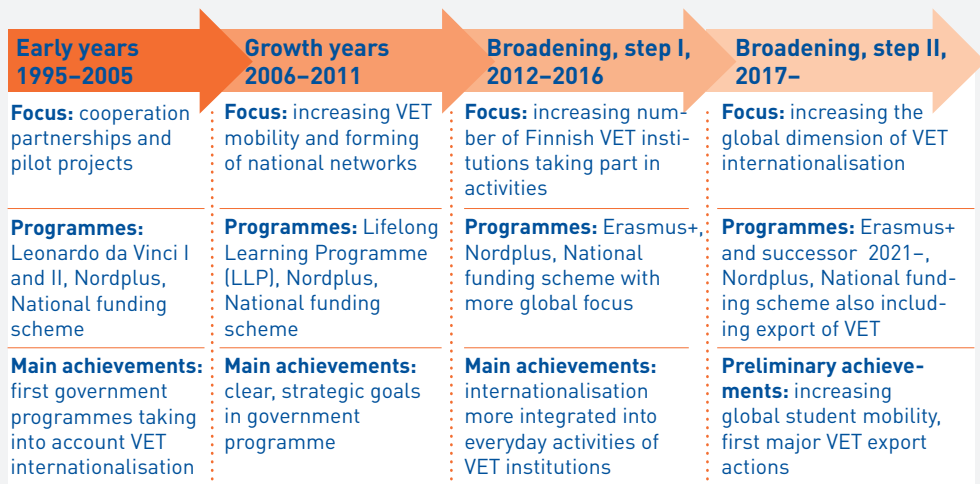 Early years
1995–2005
Focus: cooperation
partnerships and
pilot projects
Programmes:
Leonardo da Vinci I
and II, Nordplus,
National funding
scheme
Main achievements:
first government
programmes taking
into account VET
internationalisation
Growth years
2006–2011
Focus: increasing VET
mobility and forming
of national networks
Programmes: Lifelong
Learning Programme
(LLP), Nordplus,
National funding
scheme
Main achievements:
clear, strategic goals
in government
programme
Broadening, step I,
2012–2016
Focus: increasing num-
ber of Finnish VET insti-
tutions taking part in
activities
Programmes: Erasmus+,
Nordplus, National
funding scheme with
more global focus
Main achievements:
internationalisation
more integrated into
everyday activities of
VET institutions
Broadening, step II,
2017–
Focus: increasing the
global dimension of VET
internationalisation
Programmes: Erasmus+
and successor 2021–,
Nordplus, National fund-
ing scheme also includ-
ing export of VET
Preliminary achieve-
ments: increasing
global student mobility,
first major VET export
actions